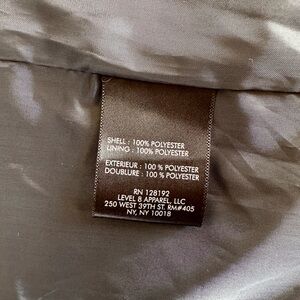 SHELL : 100% POLYESTER
LINING : 100% POLYESTER
EXTERIEUR : 100 % POLYESTER
DOUBLURE : 100 % POLYESTER
RN 128192
LEVEL 8 APPAREL, LLC
250 WEST 39TH ST. RM#405
NY, NY 10018